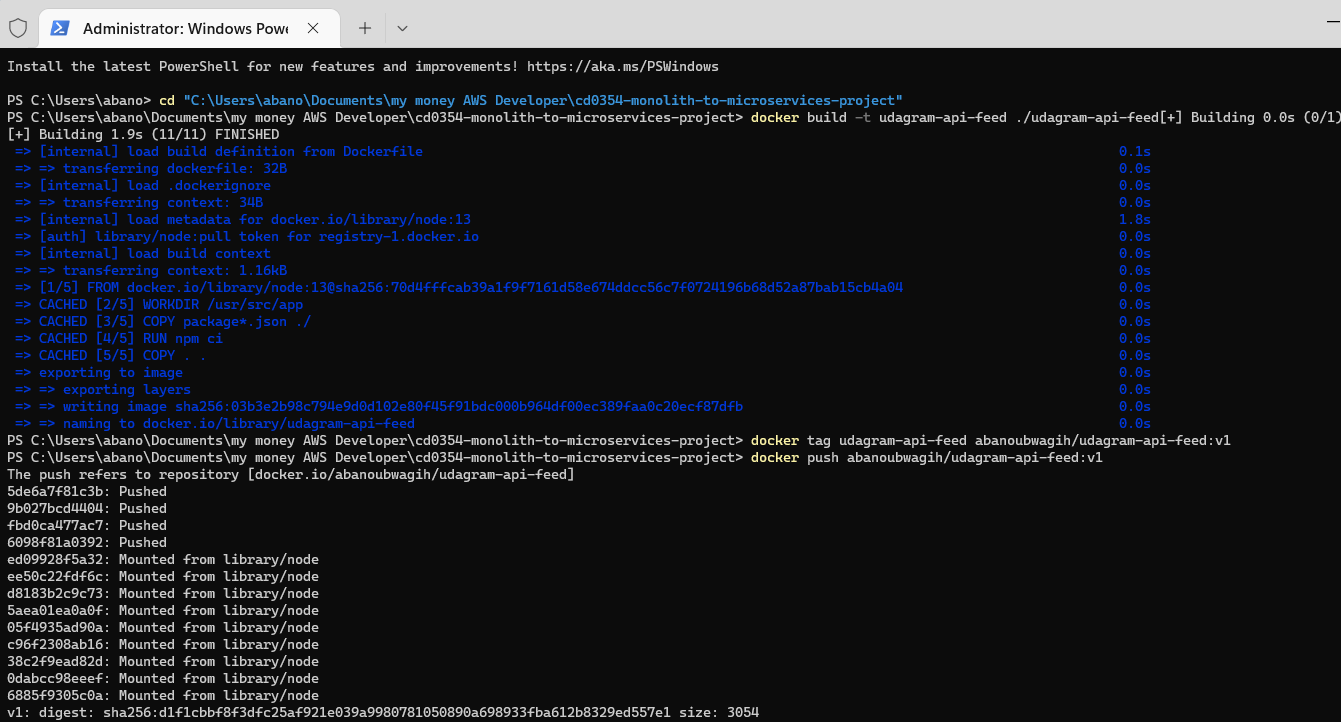 Administrator: Windows Powe
Install the latest PowerShell for new features and improvements! https://aka.ms/PSWindows
PS C:\Users\abano> cd "C:\Users\abano\Documents\my money AWS Developer\cd0354-monolith-to-microservices-project"
PS C:\Users\abano\Documents\my money AWS Developer\cd0354-monolith-to-microservices-project> docker build -t udagram-api-feed ./udagram-api-feed[+] Building 0.0s (0/1)
[+] Building 1.9s (11/11) FINISHED
=> [internal] load build definition from Dockerfile 0.1s
=> => transferring dockerfile: 32B 0.0s
=> [internal] load .dockerignore 0.0s
=> => transferring context: 34B 0.0s
=> [internal] load metadata for docker.io/library/node:13 1.8s
=> [auth] library/node:pull token for registry-1.docker.io 0.0s
=> [internal] load build context 0.0s
=> => transferring context: 1.16kB 0.0s
=> [1/5] FROM docker.io/library/node:13@sha256:70d4fffcab39a1f9f7161d58e674ddcc56c7f0724196b68d52a87bab15cb4a04 0.0s
=> CACHED [2/5] WORKDIR /usr/src/app 0.0s
=> CACHED [3/5] COPY package*.json ./ 0.0s
=> CACHED [4/5] RUN npm ci 0.0s
=> CACHED [5/5] COPY . . 0.0s
=> exporting to image 0.0s
=> => exporting layers 0.0s
=> => writing image sha256:03b3e2b98c794e9d0d102e80f45f91bdc000b964df00ec389faa0c20ecf87dfb 0.0s
=> => naming to docker.io/library/udagram-api-feed 0.0s
PS C:\Users\abano\Documents\my money AWS Developer\cd0354-monolith-to-microservices-project> docker tag udagram-api-feed abanoubwagih/udagram-api-feed:v1
PS C:\Users\abano\Documents\my money AWS Developer\cd0354-monolith-to-microservices-project> docker push abanoubwagih/udagram-api-feed:v1
The push refers to repository [docker.io/abanoubwagih/udagram-api-feed]
5de6a7f81c3b: Pushed
9b027bcd4404: Pushed
fbd0ca477ac7: Pushed
6098f81a0392: Pushed
ed09928f5a32: Mounted from library/node
ee50c22fdf6c: Mounted from library/node
d8183b2c9c73: Mounted from library/node
5aea01ea0a0f: Mounted from library/node
05f4935ad90a: Mounted from library/node
c96f2308ab16: Mounted from library/node
38c2f9ead82d: Mounted from library/node
0dabcc98eeef: Mounted from library/node
6885f9305c0a: Mounted from library/node
v1: digest: sha256:d1f1cbbf8f3dfc25af921e039a9980781050890a698933fba612b8329ed557e1 size: 3054